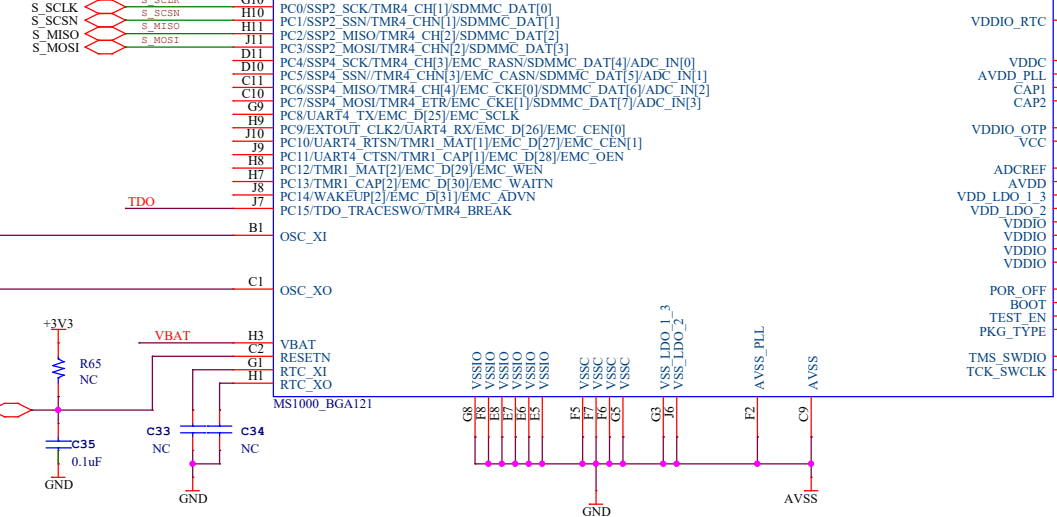 S_SCLK S_SCLK G10 PC0/SSP2_SCK/TMR4_CH[1]/SDMMC_DAT[0]
S_SCSN S_SCSN H10 PC1/SSP2_SSN/TMR4_CHN[1]/SDMMC_DAT[1] VDDIO_RTC
S_MISO S_MISO H11 PC2/SSP2_MISO/TMR4_CH[2]/SDMMC_DAT[2]
S_MOSI S_MOSI J11 PC3/SSP2_MOSI/TMR4_CHN[2]/SDMMC_DAT[3]
D11 PC4/SSP4_SCK/TMR4_CH[3]/EMC_RASN/SDMMC_DAT[4]/ADC_IN[0] VDDC
D10 PC5/SSP4_SSN//TMR4_CHN[3]/EMC_CASN/SDMMC_DAT[5]/ADC_IN[1] AVDD_PLL
C11 PC6/SSP4_MISO/TMR4_CH[4]/EMC_CKE[0]/SDMMC_DAT[6]/ADC_IN[2] CAP1
C10 PC7/SSP4_MOSI/TMR4_ETR/EMC_CKE[1]/SDMMC_DAT[7]/ADC_IN[3] CAP2
G9 PC8/UART4_TX/EMC_D[25]/EMC_SCLK
H9 PC9/EXTOUT_CLK2/UART4_RX/EMC_D[26]/EMC_CEN[0] VDDIO_OTP
J10 PC10/UART4_RTSN/TMR1_MAT[1]/EMC_D[27]/EMC_CEN[1] VCC
J9 PC11/UART4_CTSN/TMR1_CAP[1]/EMC_D[28]/EMC_OEN
H8 PC12/TMR1_MAT[2]/EMC_D[29]/EMC_WEN ADCREF
H7 PC13/TMR1_CAP[2]/EMC_D[30]/EMC_WAITN AVDD
J8 PC14/WAKEUP[2]/EMC_D[31]/EMC_ADVN VDD_LDO_1_3
TDO J7 PC15/TDO_TRACESWO/TMR4_BREAK VDD_LDO_2
VDDIO
B1 OSC_XI VDDIO
VDDIO
VDDIO
C1 OSC_XO POR_OFF
BOOT
TEST_EN
PKG_TYPE
+3V3
VBAT H3 VBAT
C2 RESETN TMS_SWDIO
G1 RTC_XI TCK_SWCLK
H1 RTC_XO
R65
NC
MS1000_BGA121
VSSIO VSSIO VSSIO VSSIO VSSIO VSSIO VSSC VSSC VSSC VSSC VSS_LDO_1_3 VSS_LDO_2 AVSS_PLL AVSS
G8 F8 E8 E7 E6 E5 F5 F7 F6 G5 G3 J6 F2 C9
C33 C34
NC NC
C35
0.1uF
GND
GND
GND
AVSS